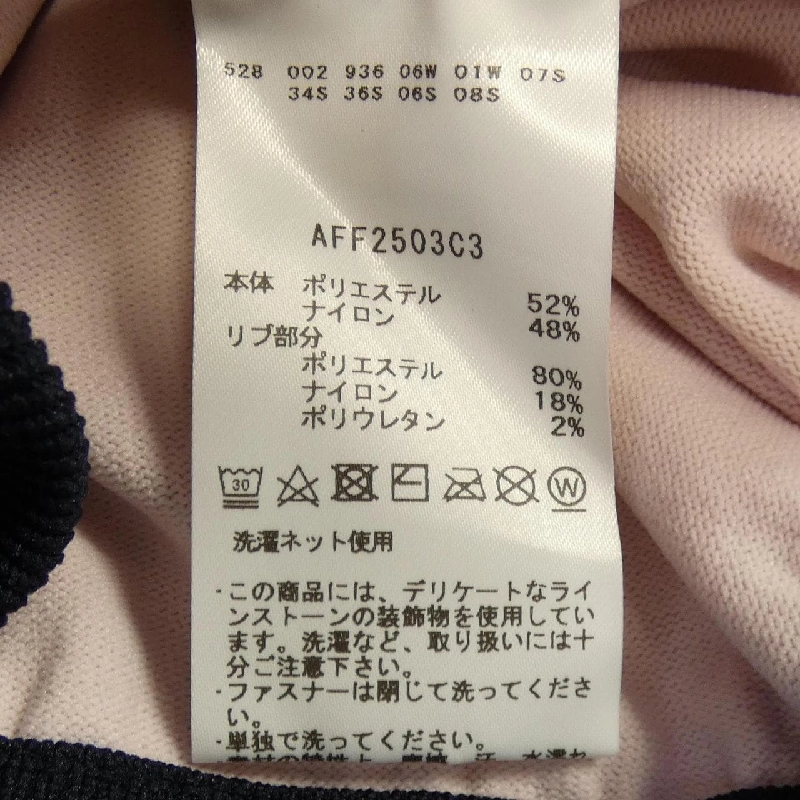 528 002 936 06W 01W 07S
34S 36S 06S 08S
AFF2503C3
本体 ポリエステル 52%
ナイロン 48%
リブ部分
ポリエステル 80%
ナイロン 18%
ポリウレタン 2%
30 W
洗濯ネット使用
・この商品には、デリケートなライ
ンストーンの装飾物を使用してい
ます。洗濯など、取り扱いには十
分ご注意下さい。
・ファスナーは閉じて洗ってくださ
い。
・単独で洗ってください。